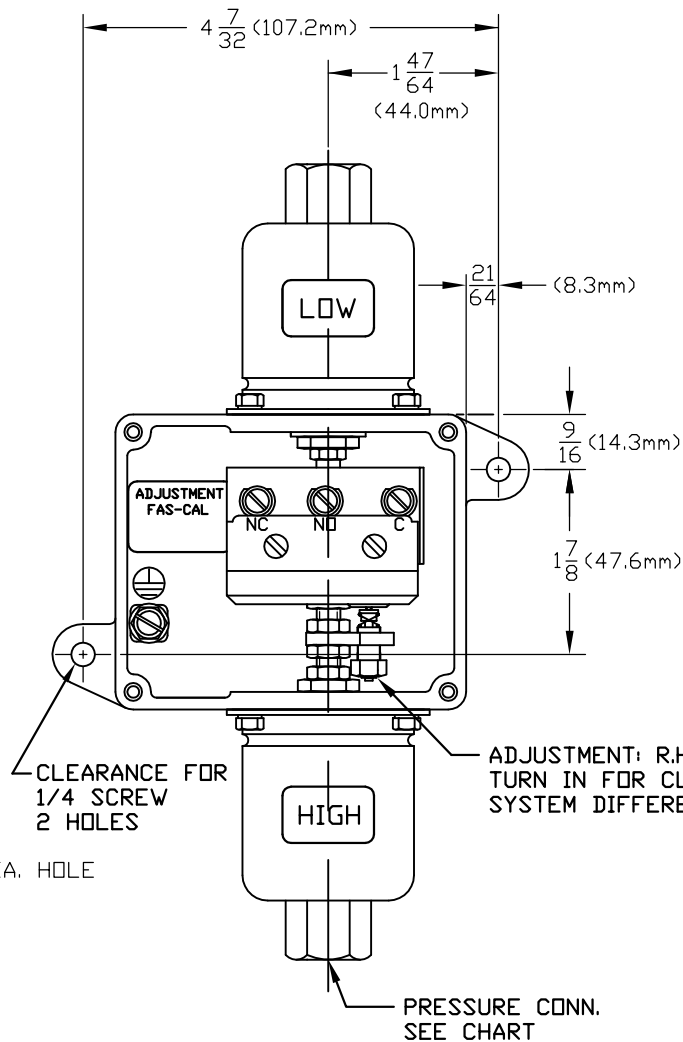 4 7/32 (107.2mm)
1 47/64
(44.0mm)
21/64 (8.3mm)
LOW
9/16 (14.3mm)
ADJUSTMENT
FAS-CAL
NC NO C
1 7/8 (47.6mm)
CLEARANCE FOR
1/4 SCREW
2 HOLES
ADJUSTMENT: R.H
TURN IN FOR CL
SYSTEM DIFFERE
HIGH
EA. HOLE
PRESSURE CONN.
SEE CHART